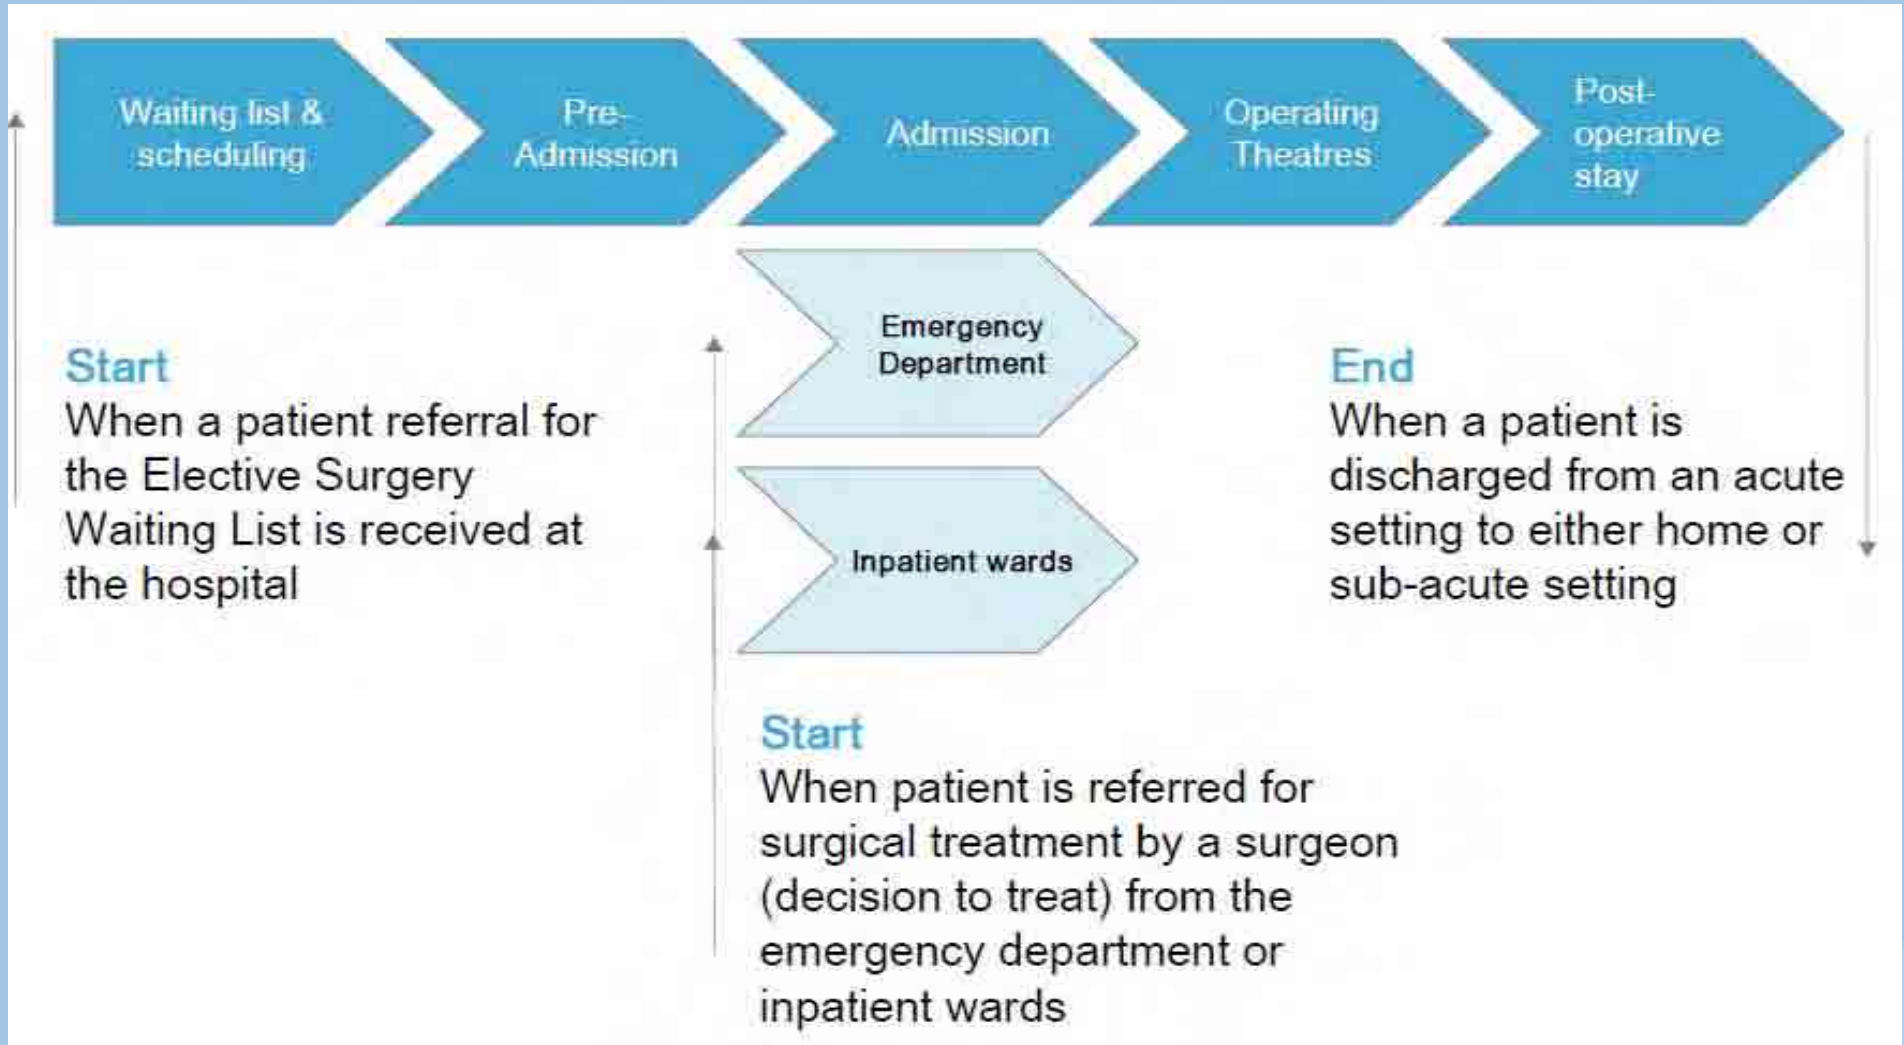 Waiting list &
scheduling
Pre-
Admission
Admission
Operating
Theatres
Post-
operative
stay
Emergency
Department
Inpatient wards
Start
When a patient referral for
the Elective Surgery
Waiting List is received at
the hospital
End
When a patient is
discharged from an acute
setting to either home or
sub-acute setting
Start
When patient is referred for
surgical treatment by a surgeon
(decision to treat) from the
emergency department or
inpatient wards